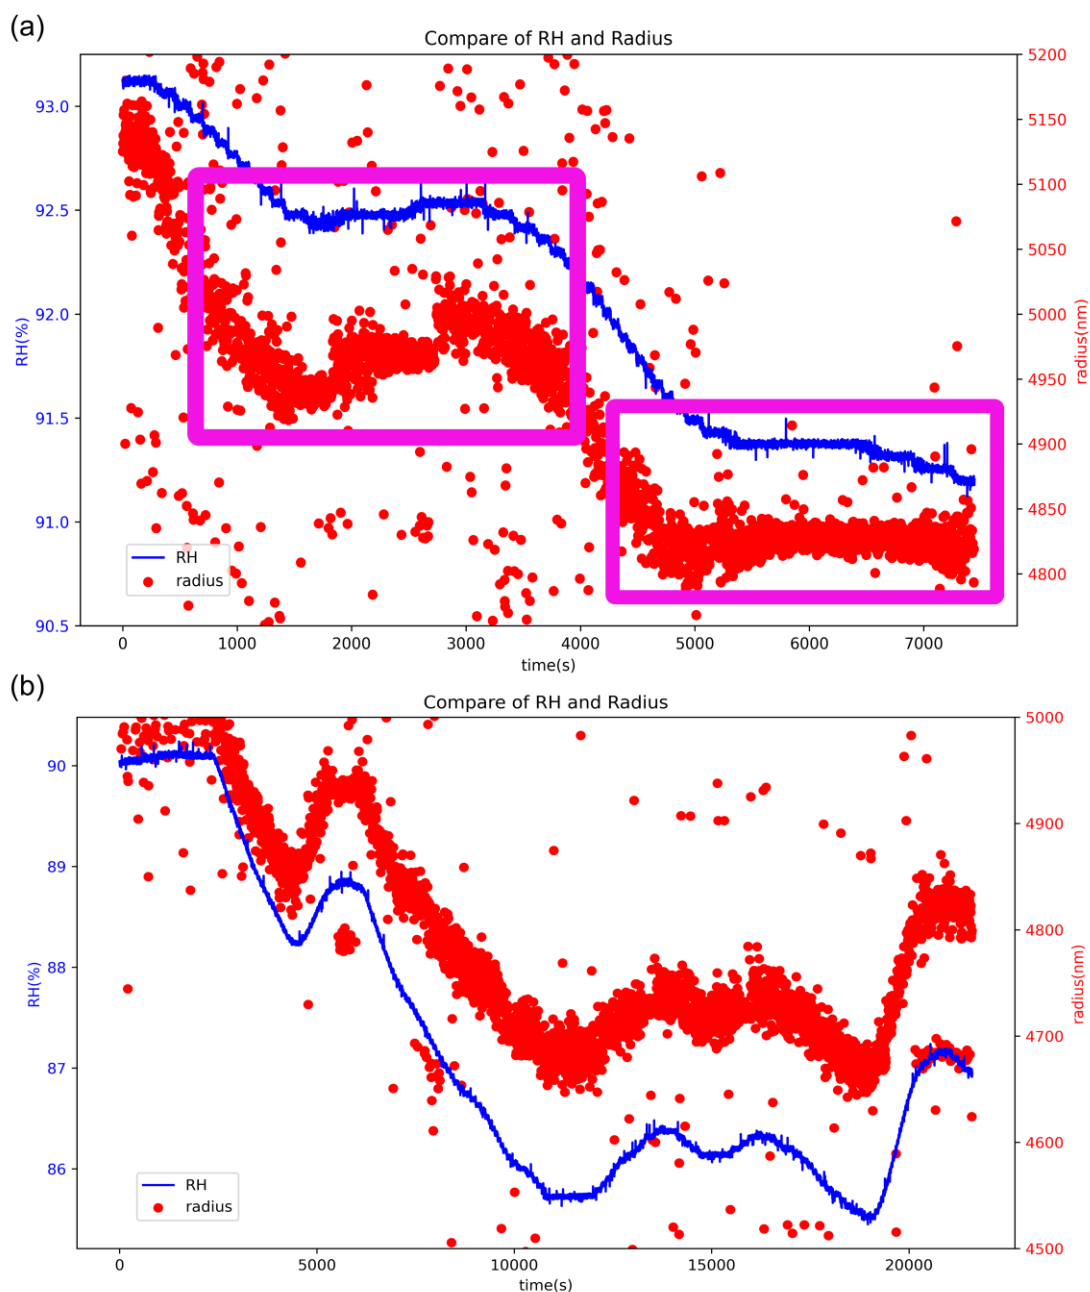 (a)
Compare of RH and Radius
93.0
92.5
92.0
91.5
91.0
90.5
RH(%)
5200
5150
5100
5050
5000
4950
4900
4850
4800
radius(nm)
RH
radius
0 1000 2000 3000 4000 5000 6000 7000
time(s)
(b)
Compare of RH and Radius
90
89
88
87
86
RH(%)
5000
4900
4800
4700
4600
4500
radius(nm)
RH
radius
0 5000 10000 15000 20000
time(s)